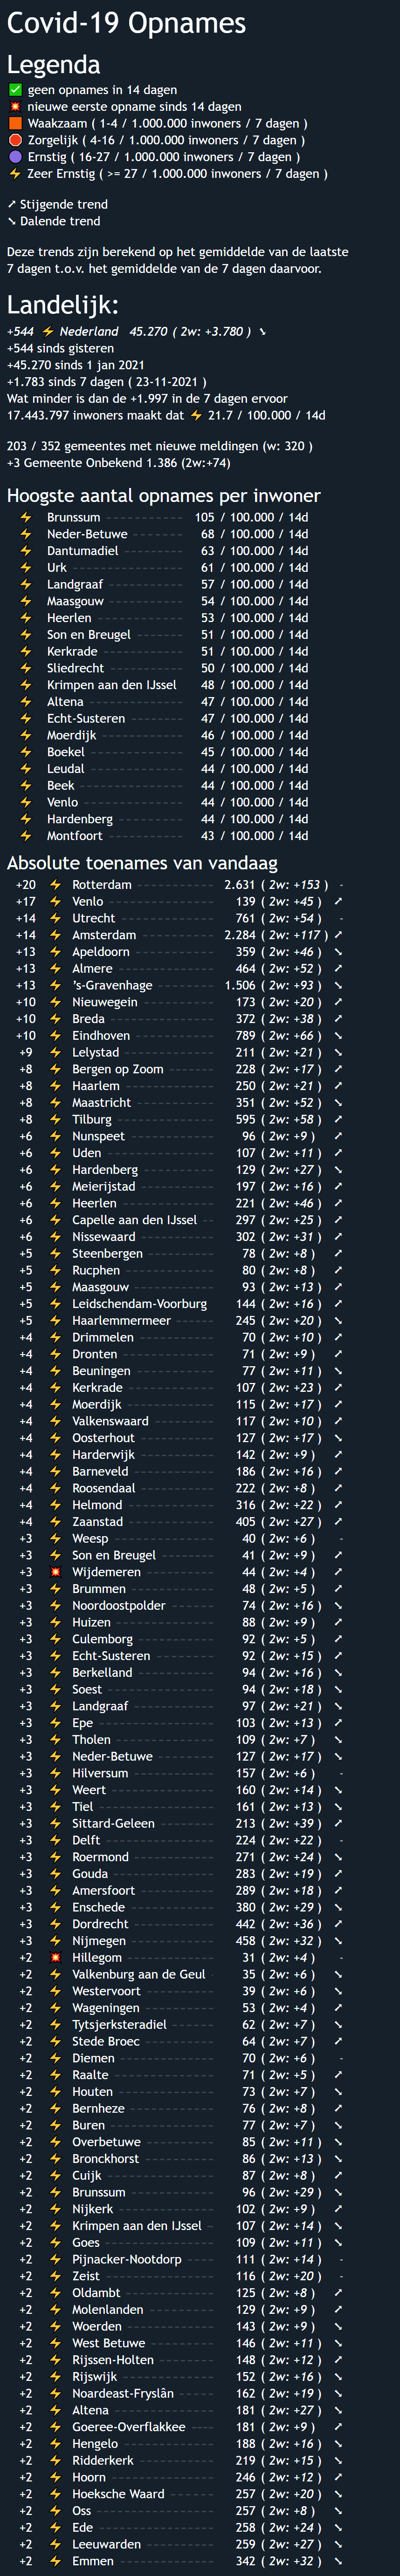 Covid-19 Opnames
Legenda
✅ geen opnames in 14 dagen
💥 nieuwe eerste opname sinds 14 dagen
🟧 Waakzaam ( 1-4 / 1.000.000 inwoners / 7 dagen )
🛑 Zorgelijk ( 4-16 / 1.000.000 inwoners / 7 dagen )
🟣 Ernstig ( 16-27 / 1.000.000 inwoners / 7 dagen )
⚡ Zeer Ernstig ( >= 27 / 1.000.000 inwoners / 7 dagen )
⤤ Stijgende trend
⤥ Dalende trend
Deze trends zijn berekend op het gemiddelde van de laatste
7 dagen t.o.v. het gemiddelde van de 7 dagen daarvoor.
Landelijk:
+544 ⚡ Nederland 45.270 ( 2w: +3.780 ) ⤥
+544 sinds gisteren
+45.270 sinds 1 jan 2021
+1.783 sinds 7 dagen ( 23-11-2021 )
Wat minder is dan de +1.997 in de 7 dagen ervoor
17.443.797 inwoners maakt dat ⚡ 21.7 / 100.000 / 14d
203 / 352 gemeentes met nieuwe meldingen (w: 320 )
+3 Gemeente Onbekend 1.386 (2w:+74)
Hoogste aantal opnames per inwoner
⚡ Brunssum 105 / 100.000 / 14d
⚡ Neder-Betuwe 68 / 100.000 / 14d
⚡ Dantumadiel 63 / 100.000 / 14d
⚡ Urk 61 / 100.000 / 14d
⚡ Landgraaf 57 / 100.000 / 14d
⚡ Maasgouw 54 / 100.000 / 14d
⚡ Heerlen 53 / 100.000 / 14d
⚡ Son en Breugel 51 / 100.000 / 14d
⚡ Kerkrade 51 / 100.000 / 14d
⚡ Sliedrecht 50 / 100.000 / 14d
⚡ Krimpen aan den IJssel 48 / 100.000 / 14d
⚡ Altena 47 / 100.000 / 14d
⚡ Echt-Susteren 47 / 100.000 / 14d
⚡ Moerdijk 46 / 100.000 / 14d
⚡ Boekel 45 / 100.000 / 14d
⚡ Leudal 44 / 100.000 / 14d
⚡ Beek 44 / 100.000 / 14d
⚡ Venlo 44 / 100.000 / 14d
⚡ Hardenberg 44 / 100.000 / 14d
⚡ Montfoort 43 / 100.000 / 14d
Absolute toenames van vandaag
+20 ⚡ Rotterdam 2.631 ( 2w: +153 ) -
+17 ⚡ Venlo 139 ( 2w: +45 ) ⤤
+14 ⚡ Utrecht 761 ( 2w: +54 ) -
+14 ⚡ Amsterdam 2.284 ( 2w: +117 ) ⤤
+13 ⚡ Apeldoorn 359 ( 2w: +46 ) ⤥
+13 ⚡ Almere 464 ( 2w: +52 ) ⤤
+13 ⚡ 's-Gravenhage 1.506 ( 2w: +93 ) ⤥
+10 ⚡ Nieuwegein 173 ( 2w: +20 ) ⤤
+10 ⚡ Breda 372 ( 2w: +38 ) ⤤
+10 ⚡ Eindhoven 789 ( 2w: +66 ) ⤥
+9 ⚡ Lelystad 211 ( 2w: +21 ) ⤥
+8 ⚡ Bergen op Zoom 228 ( 2w: +17 ) ⤤
+8 ⚡ Haarlem 250 ( 2w: +21 ) ⤤
+8 ⚡ Maastricht 351 ( 2w: +52 ) ⤥
+8 ⚡ Tilburg 595 ( 2w: +58 ) ⤤
+6 ⚡ Nunspeet 96 ( 2w: +9 ) ⤤
+6 ⚡ Uden 107 ( 2w: +11 ) ⤤
+6 ⚡ Hardenberg 129 ( 2w: +27 ) ⤥
+6 ⚡ Meierijstad 197 ( 2w: +16 ) ⤤
+6 ⚡ Heerlen 221 ( 2w: +46 ) ⤤
+6 ⚡ Capelle aan den IJssel 297 ( 2w: +25 ) ⤤
+6 ⚡ Nissewaard 302 ( 2w: +31 ) ⤤
+5 ⚡ Steenbergen 78 ( 2w: +8 ) ⤤
+5 ⚡ Rucphen 80 ( 2w: +8 ) ⤤
+5 ⚡ Maasgouw 93 ( 2w: +13 ) ⤤
+5 ⚡ Leidschendam-Voorburg 144 ( 2w: +16 ) ⤤
+5 ⚡ Haarlemmermeer 245 ( 2w: +20 ) ⤥
+4 ⚡ Drimmelen 70 ( 2w: +10 ) ⤤
+4 ⚡ Dronten 71 ( 2w: +9 ) ⤤
+4 ⚡ Beuningen 77 ( 2w: +11 ) ⤥
+4 ⚡ Kerkrade 107 ( 2w: +23 ) ⤤
+4 ⚡ Moerdijk 115 ( 2w: +17 ) ⤤
+4 ⚡ Valkenswaard 117 ( 2w: +10 ) ⤤
+4 ⚡ Oosterhout 127 ( 2w: +17 ) ⤥
+4 ⚡ Harderwijk 142 ( 2w: +9 ) ⤤
+4 ⚡ Barneveld 186 ( 2w: +16 ) ⤤
+4 ⚡ Roosendaal 222 ( 2w: +8 ) ⤤
+4 ⚡ Helmond 316 ( 2w: +22 ) ⤤
+4 ⚡ Zaanstad 405 ( 2w: +27 ) ⤤
+3 ⚡ Weesp 40 ( 2w: +6 ) -
+3 ⚡ Son en Breugel 41 ( 2w: +9 ) ⤤
+3 💥 Wijdemeren 44 ( 2w: +4 ) ⤤
+3 ⚡ Brummen 48 ( 2w: +5 ) ⤤
+3 ⚡ Noordoostpolder 74 ( 2w: +16 ) ⤥
+3 ⚡ Huizen 88 ( 2w: +9 ) ⤤
+3 ⚡ Culemborg 92 ( 2w: +5 ) ⤤
+3 ⚡ Echt-Susteren 92 ( 2w: +15 ) ⤤
+3 ⚡ Berkelland 94 ( 2w: +16 ) ⤥
+3 ⚡ Soest 94 ( 2w: +18 ) ⤥
+3 ⚡ Landgraaf 97 ( 2w: +21 ) ⤥
+3 ⚡ Epe 103 ( 2w: +13 ) ⤤
+3 ⚡ Tholen 109 ( 2w: +7 ) ⤥
+3 ⚡ Neder-Betuwe 127 ( 2w: +17 ) ⤥
+3 ⚡ Hilversum 157 ( 2w: +6 ) -
+3 ⚡ Weert 160 ( 2w: +14 ) ⤥
+3 ⚡ Tiel 161 ( 2w: +13 ) ⤥
+3 ⚡ Sittard-Geleen 213 ( 2w: +39 ) ⤤
+3 ⚡ Delft 224 ( 2w: +22 ) -
+3 ⚡ Roermond 271 ( 2w: +24 ) ⤥
+3 ⚡ Gouda 283 ( 2w: +19 ) ⤤
+3 ⚡ Amersfoort 289 ( 2w: +18 ) ⤤
+3 ⚡ Enschede 380 ( 2w: +29 ) ⤥
+3 ⚡ Dordrecht 442 ( 2w: +36 ) ⤤
+3 ⚡ Nijmegen 458 ( 2w: +32 ) ⤥
+2 💥 Hillegom 31 ( 2w: +4 ) -
+2 ⚡ Valkenburg aan de Geul 35 ( 2w: +6 ) ⤥
+2 ⚡ Westervoort 39 ( 2w: +6 ) ⤥
+2 ⚡ Wageningen 53 ( 2w: +4 ) ⤤
+2 ⚡ Tytsjerksteradiel 62 ( 2w: +7 ) ⤥
+2 ⚡ Stede Broec 64 ( 2w: +7 ) ⤤
+2 ⚡ Diemen 70 ( 2w: +6 ) -
+2 ⚡ Raalte 71 ( 2w: +5 ) ⤤
+2 ⚡ Houten 73 ( 2w: +7 ) ⤥
+2 ⚡ Bernheze 76 ( 2w: +8 ) ⤤
+2 ⚡ Buren 77 ( 2w: +7 ) ⤥
+2 ⚡ Overbetuwe 85 ( 2w: +11 ) ⤥
+2 ⚡ Bronckhorst 86 ( 2w: +13 ) ⤥
+2 ⚡ Cuijk 87 ( 2w: +8 ) ⤤
+2 ⚡ Brunssum 96 ( 2w: +29 ) ⤥
+2 ⚡ Nijkerk 102 ( 2w: +9 ) ⤤
+2 ⚡ Krimpen aan den IJssel 107 ( 2w: +14 ) ⤥
+2 ⚡ Goes 109 ( 2w: +11 ) ⤥
+2 ⚡ Pijnacker-Nootdorp 111 ( 2w: +14 ) -
+2 ⚡ Zeist 116 ( 2w: +20 ) -
+2 ⚡ Oldambt 125 ( 2w: +8 ) ⤤
+2 ⚡ Molenlanden 129 ( 2w: +9 ) ⤤
+2 ⚡ Woerden 143 ( 2w: +9 ) ⤥
+2 ⚡ West Betuwe 146 ( 2w: +11 ) ⤥
+2 ⚡ Rijssen-Holten 148 ( 2w: +12 ) ⤤
+2 ⚡ Rijswijk 152 ( 2w: +16 ) ⤥
+2 ⚡ Noardeast-Fryslân 162 ( 2w: +19 ) ⤥
+2 ⚡ Altena 181 ( 2w: +27 ) ⤥
+2 ⚡ Goeree-Overflakkee 181 ( 2w: +9 ) ⤤
+2 ⚡ Hengelo 188 ( 2w: +16 ) ⤥
+2 ⚡ Ridderkerk 219 ( 2w: +15 ) ⤥
+2 ⚡ Hoorn 246 ( 2w: +12 ) ⤤
+2 ⚡ Hoeksche Waard 257 ( 2w: +20 ) ⤥
+2 ⚡ Oss 257 ( 2w: +8 ) ⤥
+2 ⚡ Ede 258 ( 2w: +24 ) ⤥
+2 ⚡ Leeuwarden 259 ( 2w: +27 ) ⤥
+2 ⚡ Emmen 342 ( 2w: +32 ) ⤥